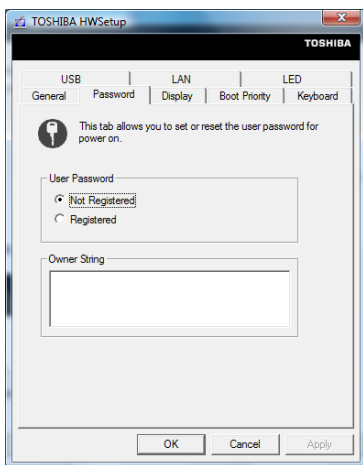 TOSHIBA HWSetup
TOSHIBA
USB LAN LED
General Password Display Boot Priority Keyboard
This tab allows you to set or reset the user password for
power on.
User Password
Not Registered
Registered
Owner String
OK Cancel Apply